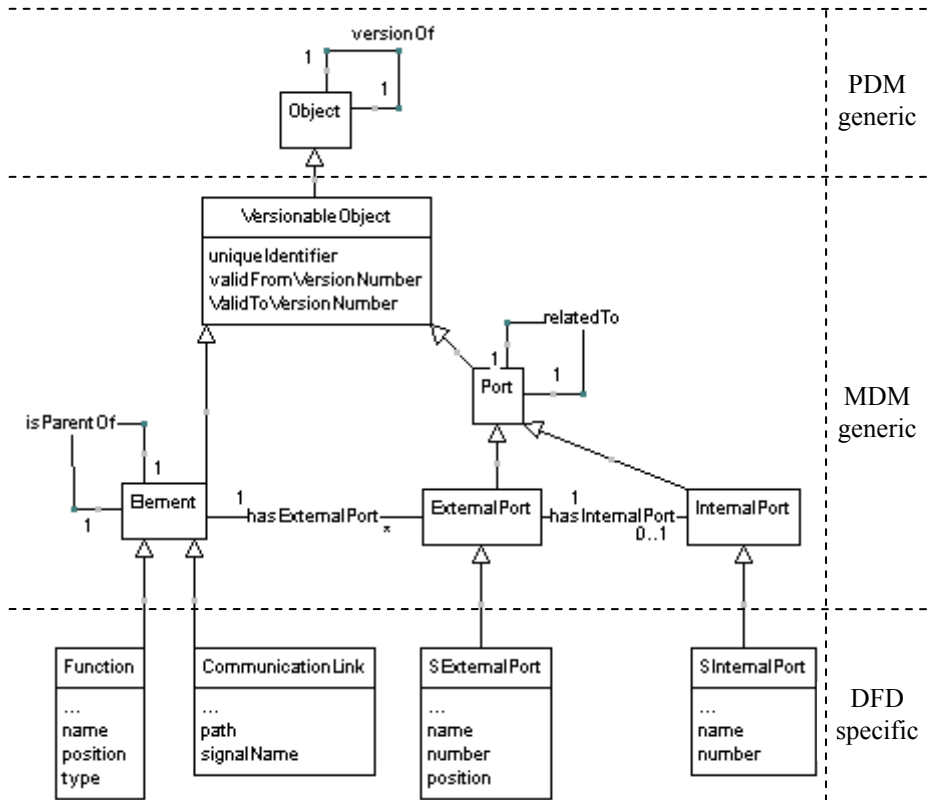 versionOf
1
1
Object
PDM
generic
VersionableObject
uniqueIdentifier
validFromVersionNumber
ValidToVersionNumber
relatedTo
1
1
Port
MDM
generic
isParentOf
1
1
Element
1
hasExternalPort
*
ExternalPort
1
hasInternalPort
0..1
InternalPort
Function
...
name
position
type
CommunicationLink
...
path
signalName
SExternalPort
...
name
number
position
SInternalPort
...
name
number
DFD
specific